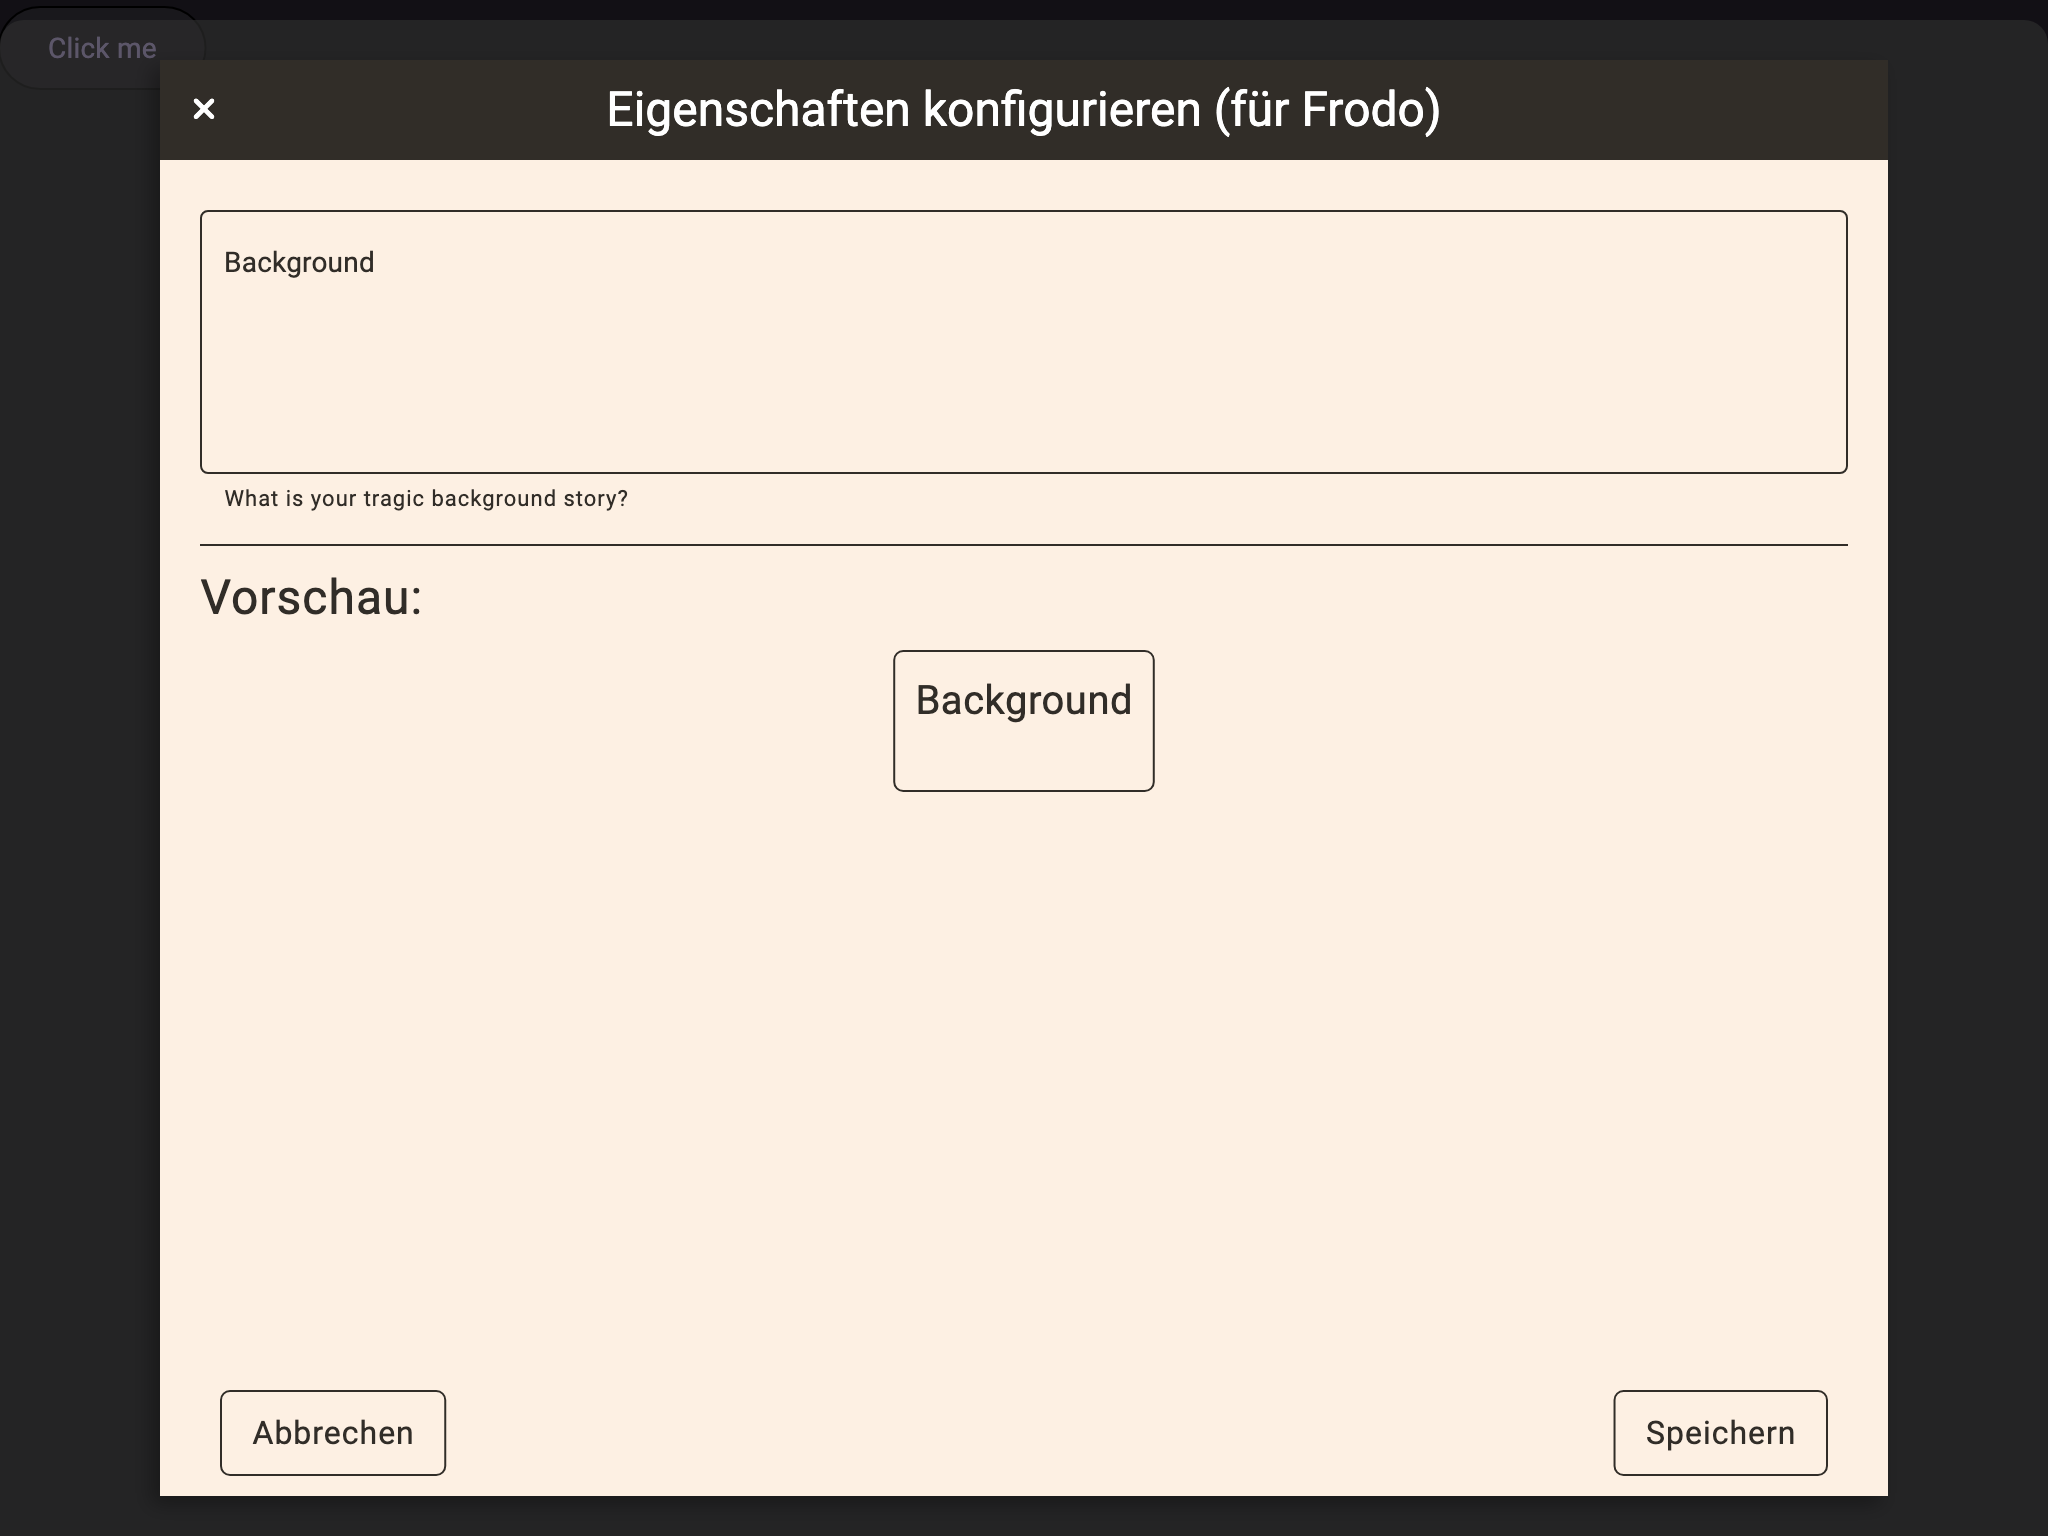 Click me
Eigenschaften konfigurieren (für Frodo)
Background
What is your tragic background story?
Vorschau:
Background
Abbrechen
Speichern